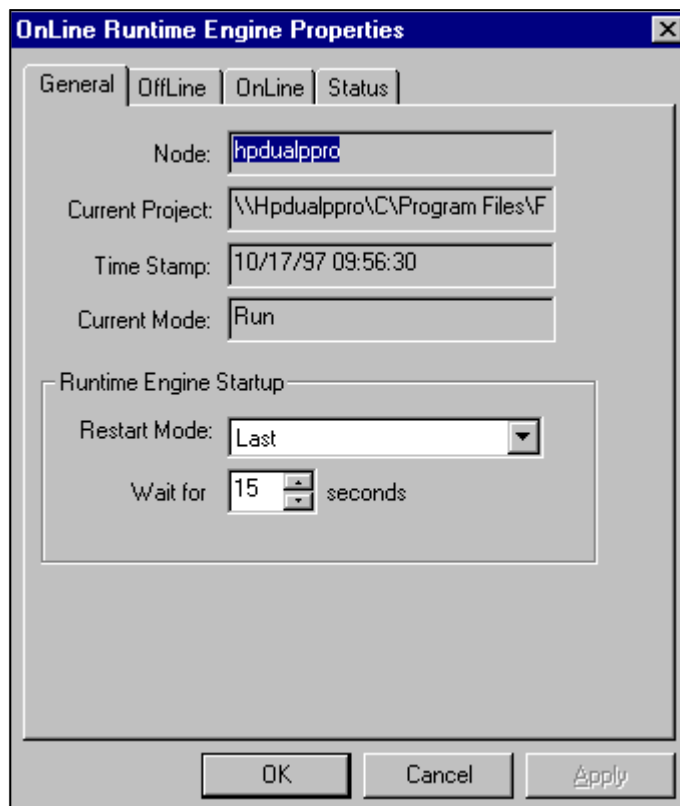 OnLine Runtime Engine Properties
General OffLine OnLine Status
Node: hpdualppro
Current Project: \\Hpdualppro\C\Program Files\F
Time Stamp: 10/17/97 09:56:30
Current Mode: Run
Runtime Engine Startup
Restart Mode: Last
Wait for 15 seconds
OK Cancel Apply